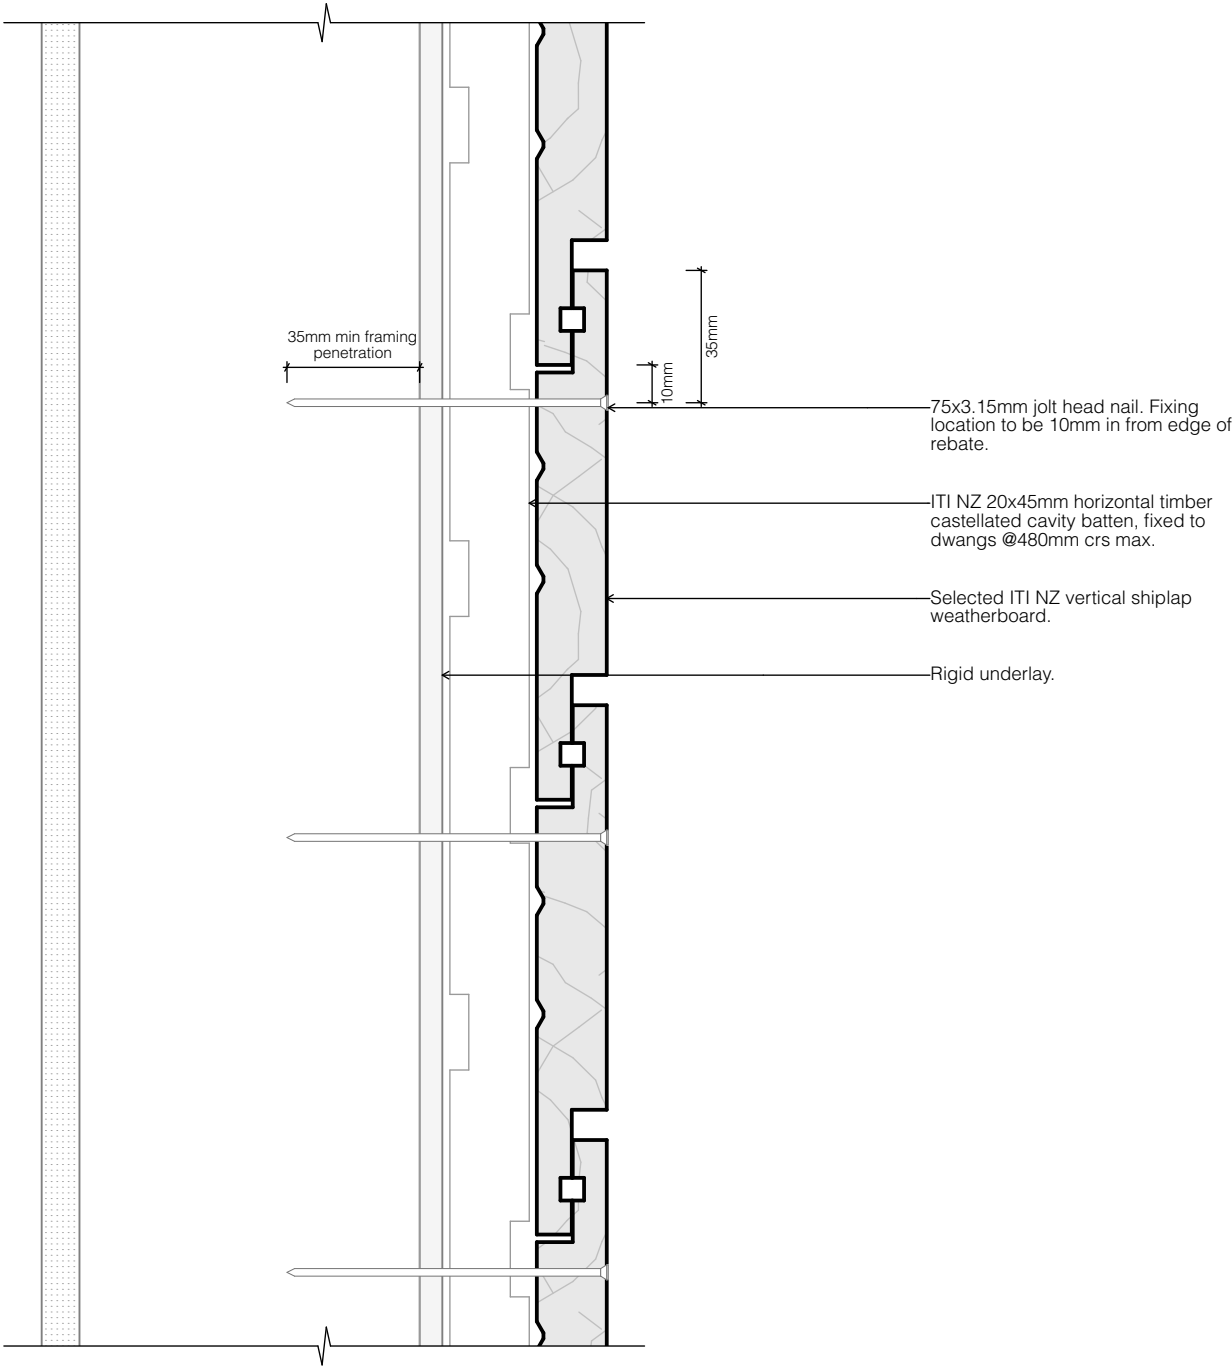 35mm min framing
penetration
35mm
10mm
75x3.15mm jolt head nail. Fixing
location to be 10mm in from edge of
rebate.
ITI NZ 20x45mm horizontal timber
castellated cavity batten, fixed to
dwangs @480mm crs max.
Selected ITI NZ vertical shiplap
weatherboard.
Rigid underlay.